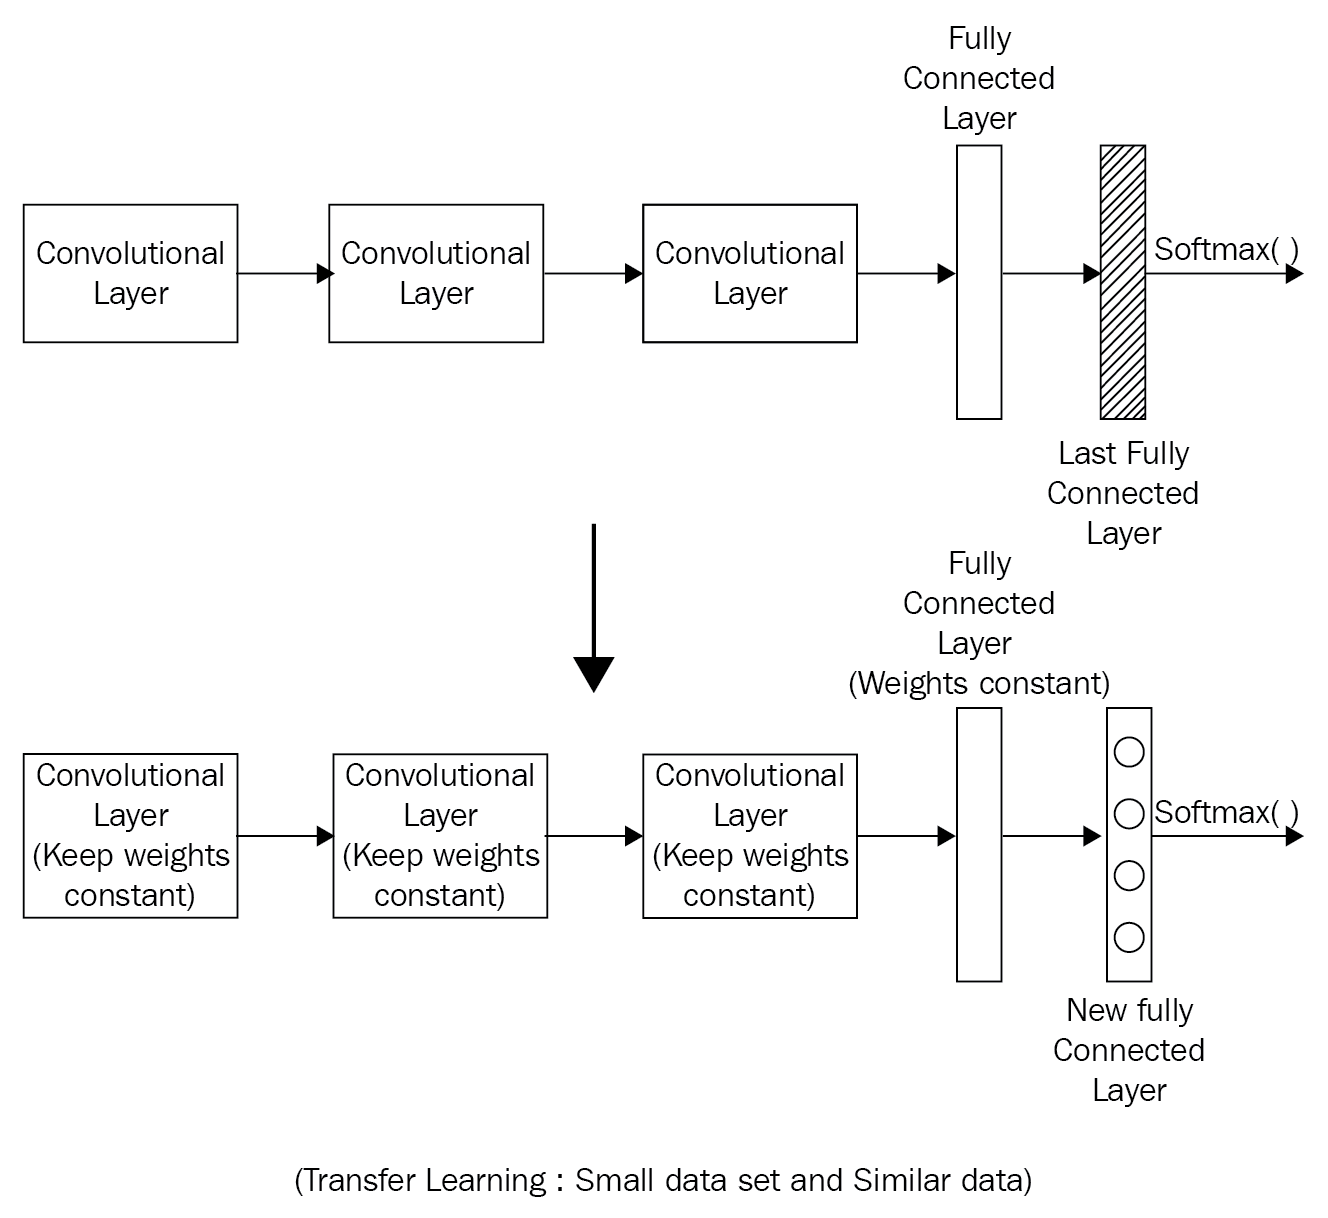 Fully
Connected
Layer
Convolutional
Layer
Convolutional
Layer
Convolutional
Layer
Softmax( )
Last Fully
Connected
Layer
Fully
Connected
Layer
(Weights constant)
Convolutional
Layer
(Keep weights
constant)
Convolutional
Layer
(Keep weights
constant)
Convolutional
Layer
(Keep weights
constant)
Softmax( )
New fully
Connected
Layer
(Transfer Learning : Small data set and Similar data)